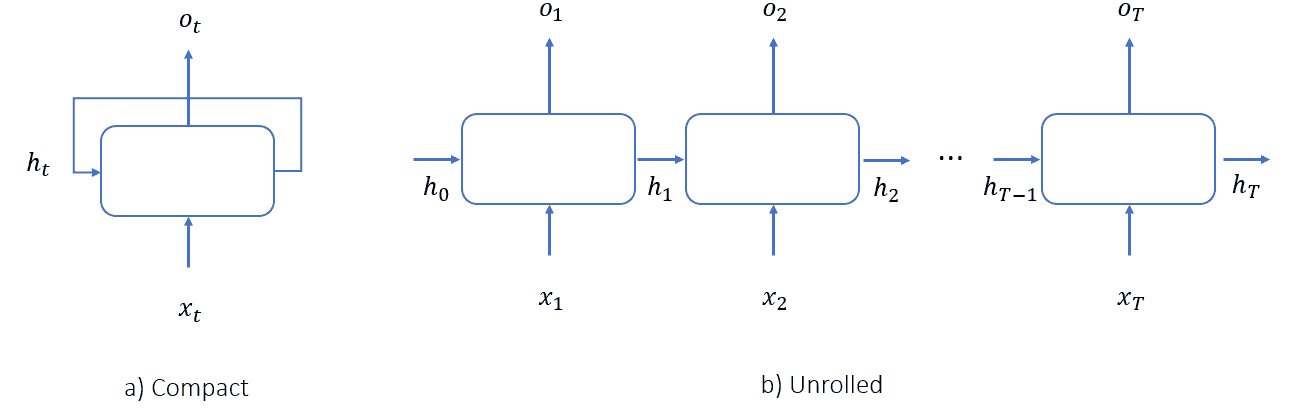 o_t
h_t
x_t
a) Compact
o_1 o_2 o_T
h_0 h_1 h_2 ... h_{T−1} h_T
x_1 x_2 x_T
b) Unrolled